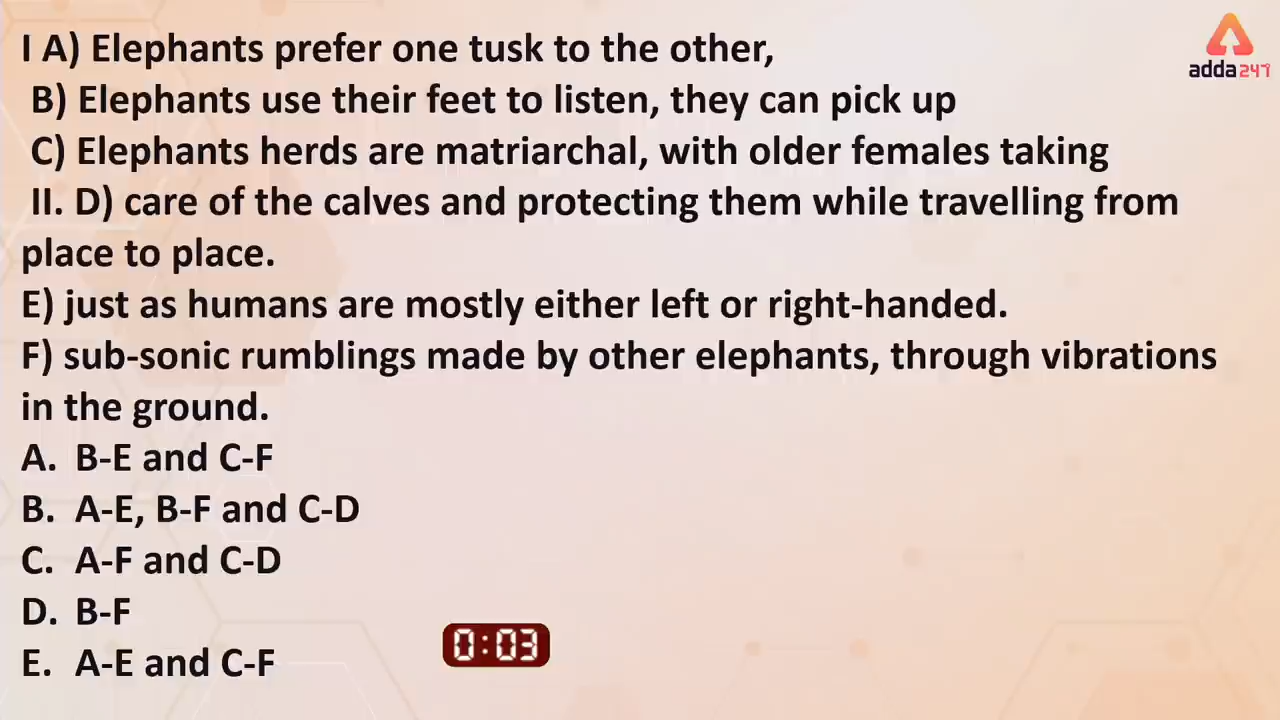 I A) Elephants prefer one tusk to the other,
B) Elephants use their feet to listen, they can pick up
C) Elephants herds are matriarchal, with older females taking
II. D) care of the calves and protecting them while travelling from
place to place.
E) just as humans are mostly either left or right-handed.
F) sub-sonic rumblings made by other elephants, through vibrations
in the ground.
A. B-E and C-F
B. A-E, B-F and C-D
C. A-F and C-D
D. B-F
E. A-E and C-F
0:03
adda247